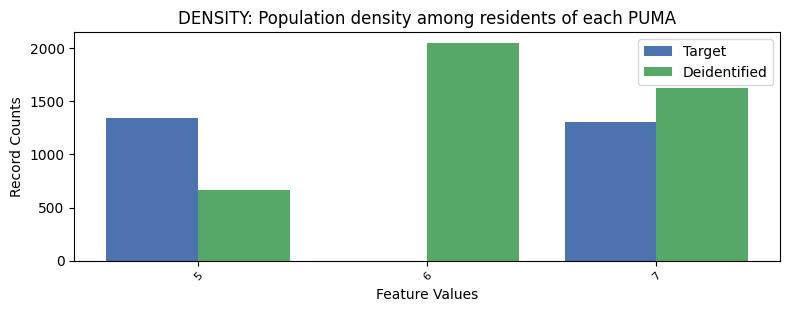 DENSITY: Population density among residents of each PUMA
Target
Deidentified
Record Counts
2000
1500
1000
500
0
5
6
7
Feature Values